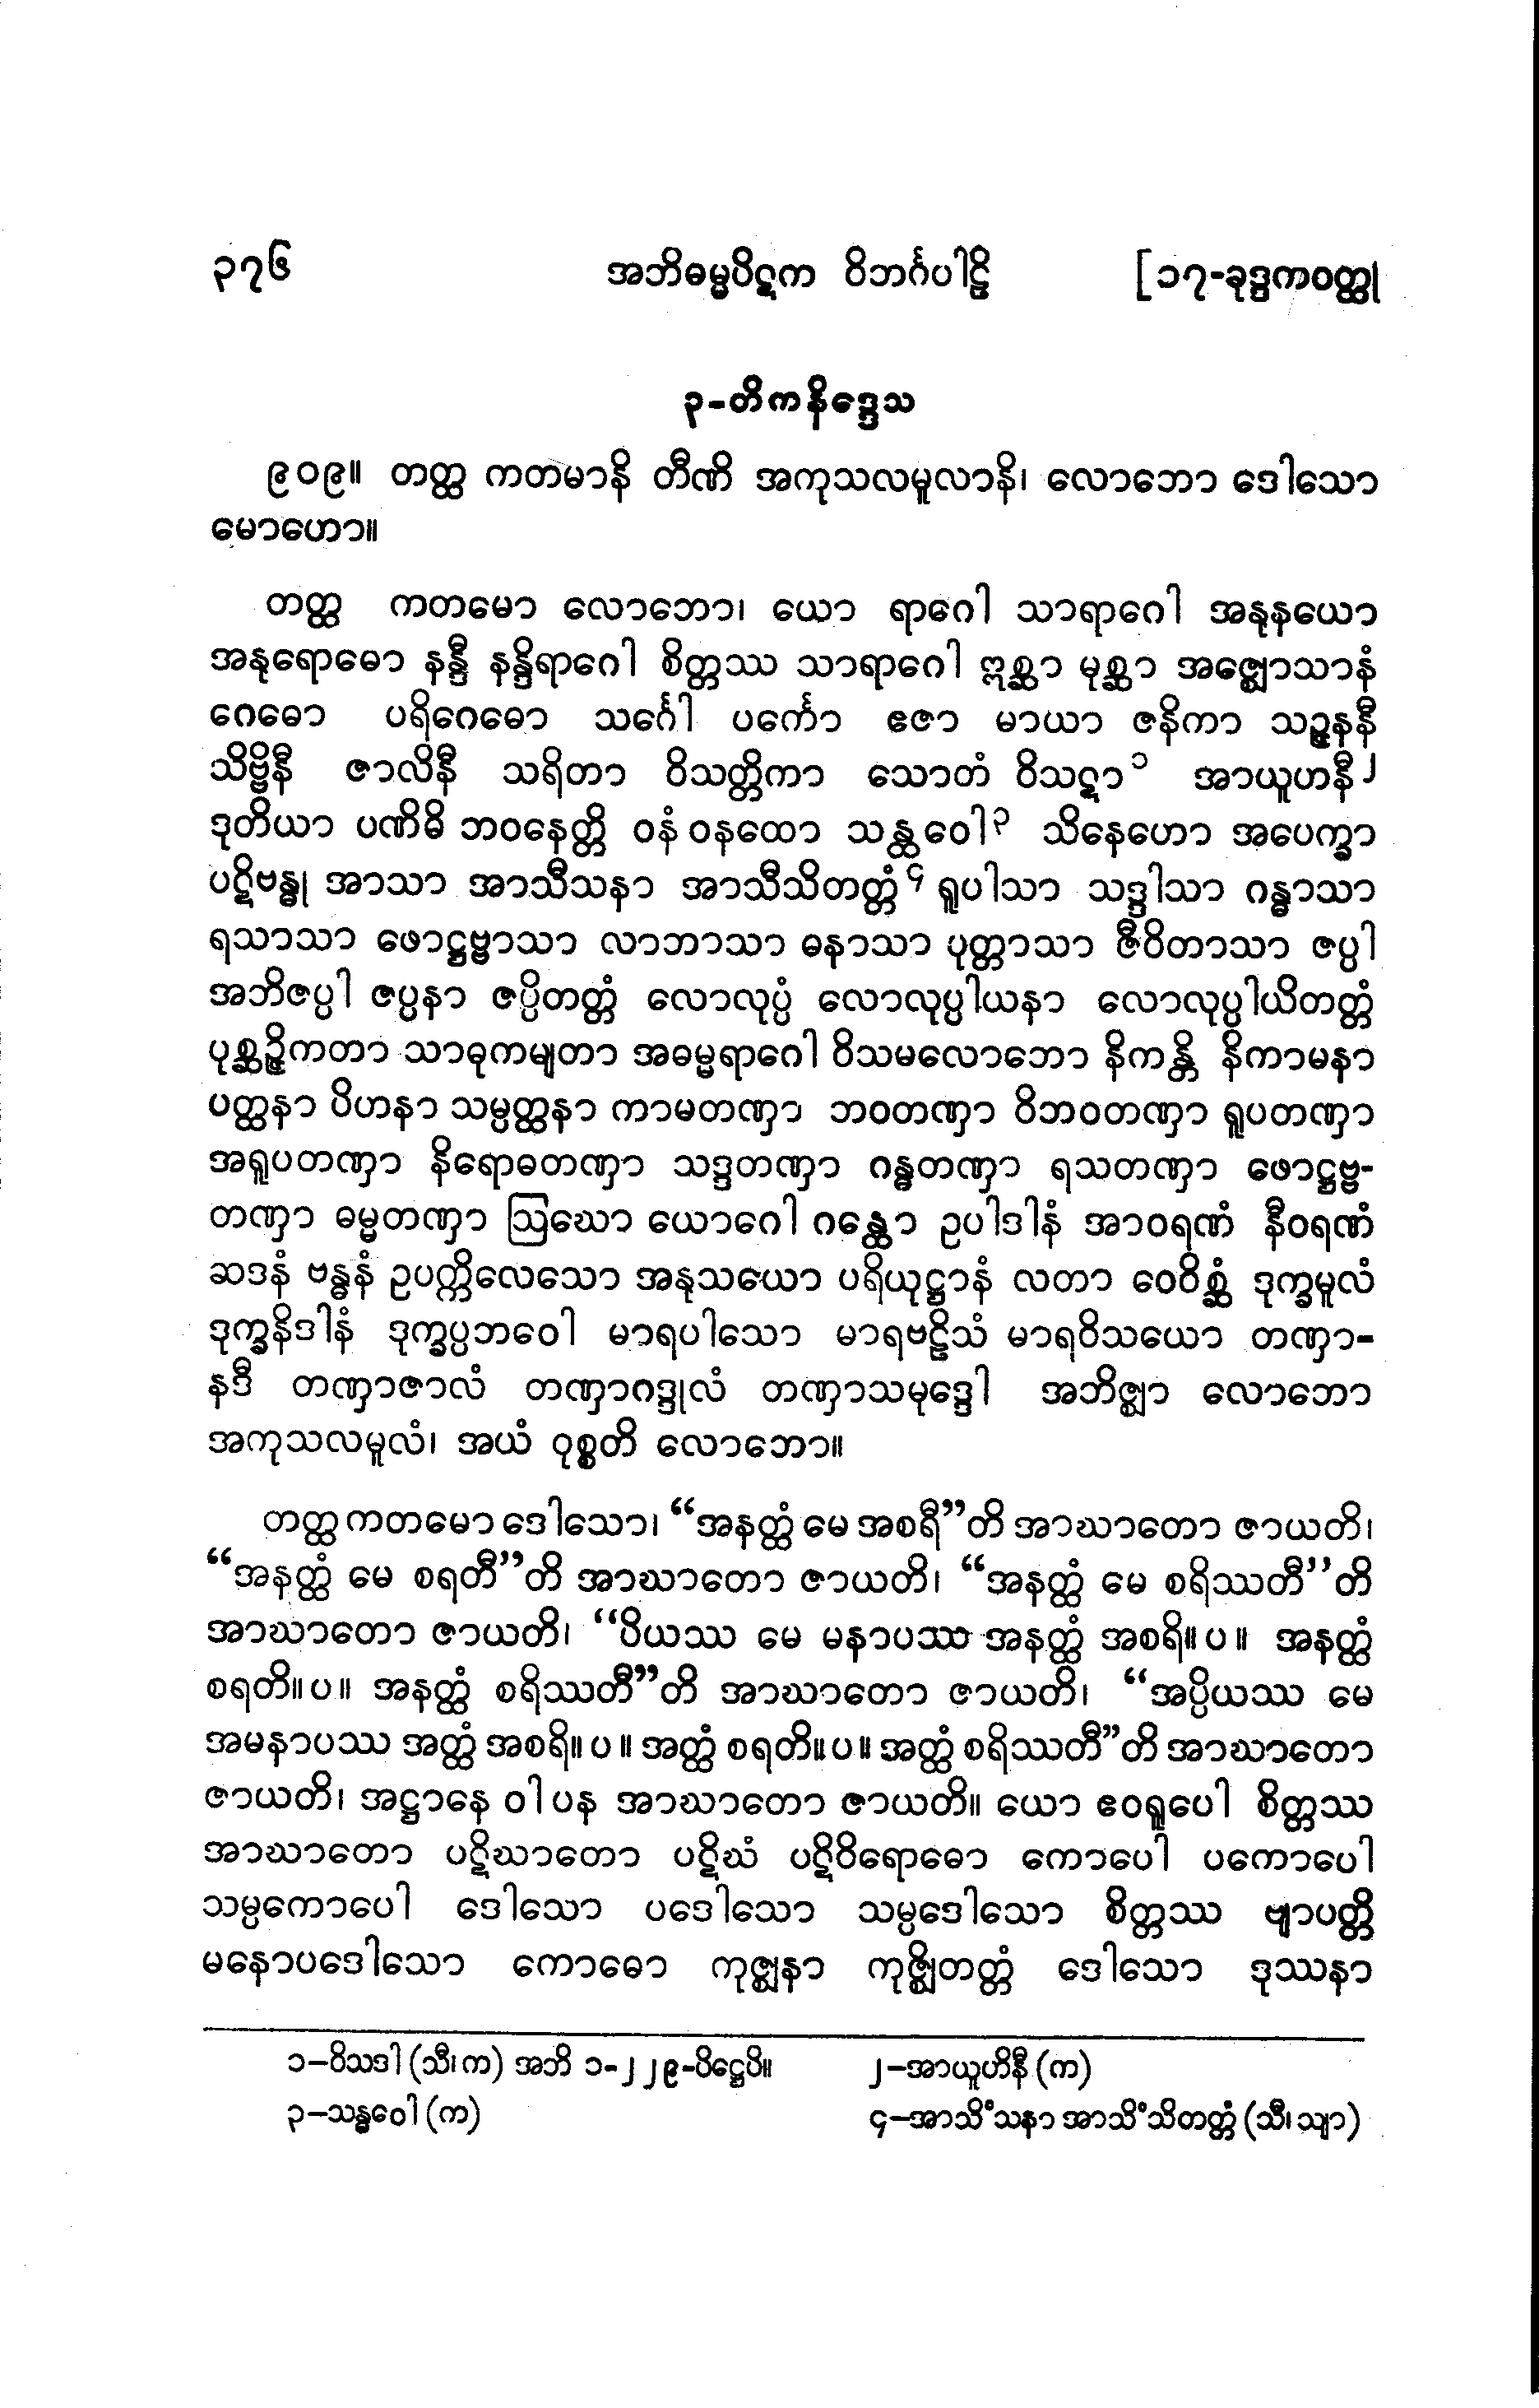 ၃၇၆ အဘိဓမ္မပိဋက ဝိဘင်္ဂပါဠိ [၁၇-ခုဒ္ဒကဝတ္ထု
၃-တိကနိဒ္ဒေသ
၉၀၉။ တတ္ထ ကတမာနိ တီဏိ အကုသလမူလာနိ၊ လောဘော ဒေါသော
မောဟော။
တတ္ထ ကတမော လောဘော၊ ယော ရာဂေါ သာရာဂေါ အနုနယော
အနုရောဓော နန္ဒီ နန္ဒိရာဂေါ စိတ္တဿ သာရာဂေါ ဣစ္ဆာ မုစ္ဆာ အဇ္ဈောသာနံ
ဂေဓော ပရိဂေဓော သင်္ဂေါ ပင်္ကော ဧဇာ မာယာ ဇနိကာ သဉ္ဇနနီ
သိဗ္ဗိနီ ဇာလိနီ သရိတာ ဝိသတ္တိကာ သောတံ ဝိသဋာ၁ အာယူဟနီ၂
ဒုတိယာ ပဏိဓိ ဘဝနေတ္တိ ဝနံ ဝနထော သန္ထဝေါ၃ သိနေဟော အပေက္ခာ
ပဋိဗန္ဓု အာသာ အာသီသနာ အာသီသိတတ္တံ၄ ရူပါသာ သဒ္ဒါသာ ဂန္ဓာသာ
ရသာသာ ဖောဋ္ဌဗ္ဗာသာ လာဘာသာ ဓနာသာ ပုတ္တာသာ ဇီဝိတာသာ ဇပ္ပါ
အဘိဇပ္ပါ ဇပ္ပနာ ဇပ္ပိတတ္တံ လောလုပ္ပံ လောလုပ္ပါယနာ လောလုပ္ပါယိတတ္တံ
ပုစ္ဆဉ္ဇိကတာ သာဓုကမျတာ အဓမ္မရာဂေါ ဝိသမလောဘော နိကန္တိ နိကာမနာ
ပတ္ထနာ ပိဟနာ သမ္ပတ္ထနာ ကာမတဏှာ ဘဝတဏှာ ဝိဘဝတဏှာ ရူပတဏှာ
အရူပတဏှာ နိရောဓတဏှာ သဒ္ဒတဏှာ ဂန္ဓတဏှာ ရသတဏှာ ဖောဋ္ဌဗ္ဗ-
တဏှာ ဓမ္မတဏှာ ဩဃော ယောဂေါ ဂန္ထော ဥပါဒါနံ အာဝရဏံ နီဝရဏံ
ဆဒနံ ဗန္ဓနံ ဥပက္ကိလေသော အနုသယော ပရိယုဋ္ဌာနံ လတာ ဝေဝိစ္ဆံ ဒုက္ခမူလံ
ဒုက္ခနိဒါနံ ဒုက္ခပ္ပဘဝေါ မာရပါသော မာရဗဠိသံ မာရဝိသယော တဏှာ-
နဒီ တဏှာဇာလံ တဏှာဂဒ္ဒုလံ တဏှာသမုဒ္ဒေါ အဘိဇ္ဈာ လောဘော
အကုသလမူလံ၊ အယံ ဝုစ္စတိ လောဘော။
တတ္ထ ကတမော ဒေါသော၊ “အနတ္ထံ မေ အစရီ”တိ အာဃာတော ဇာယတိ၊
“အနတ္ထံ မေ စရတီ”တိ အာဃာတော ဇာယတိ၊ “အနတ္ထံ မေ စရိဿတီ”တိ
အာဃာတော ဇာယတိ၊ “ပိယဿ မေ မနာပဿ အနတ္ထံ အစရိ။ပ။ အနတ္ထံ
စရတိ။ပ။ အနတ္ထံ စရိဿတီ”တိ အာဃာတော ဇာယတိ၊ “အပ္ပိယဿ မေ
အမနာပဿ အတ္ထံ အစရိ။ပ။ အတ္ထံ စရတိ။ပ။ အတ္ထံ စရိဿတီ”တိ အာဃာတော
ဇာယတိ၊ အဋ္ဌာနေ ဝါ ပန အာဃာတော ဇာယတိ။ ယော ဧဝရူပေါ စိတ္တဿ
အာဃာတော ပဋိဃာတော ပဋိဃံ ပဋိဝိရောဓော ကောပေါ ပကောပေါ
သမ္ပကောပေါ ဒေါသော ပဒေါသော သမ္ပဒေါသော စိတ္တဿ ဗျာပတ္တိ
မနောပဒေါသော ကောဓော ကုဇ္ဈနာ ကုဇ္ဈိတတ္တံ ဒေါသော ဒုဿနာ
၁–ဝိသဒါ (သီ၊ က) အဘိ ၁-၂၂၉-ပိဋ္ဌေပိ။ ၂–အာယူဟိနီ (က)
၃–သန္ဓဝေါ (က) ၄–အာသိံသနာ အာသိံသိတတ္တံ (သီ၊ သျာ)